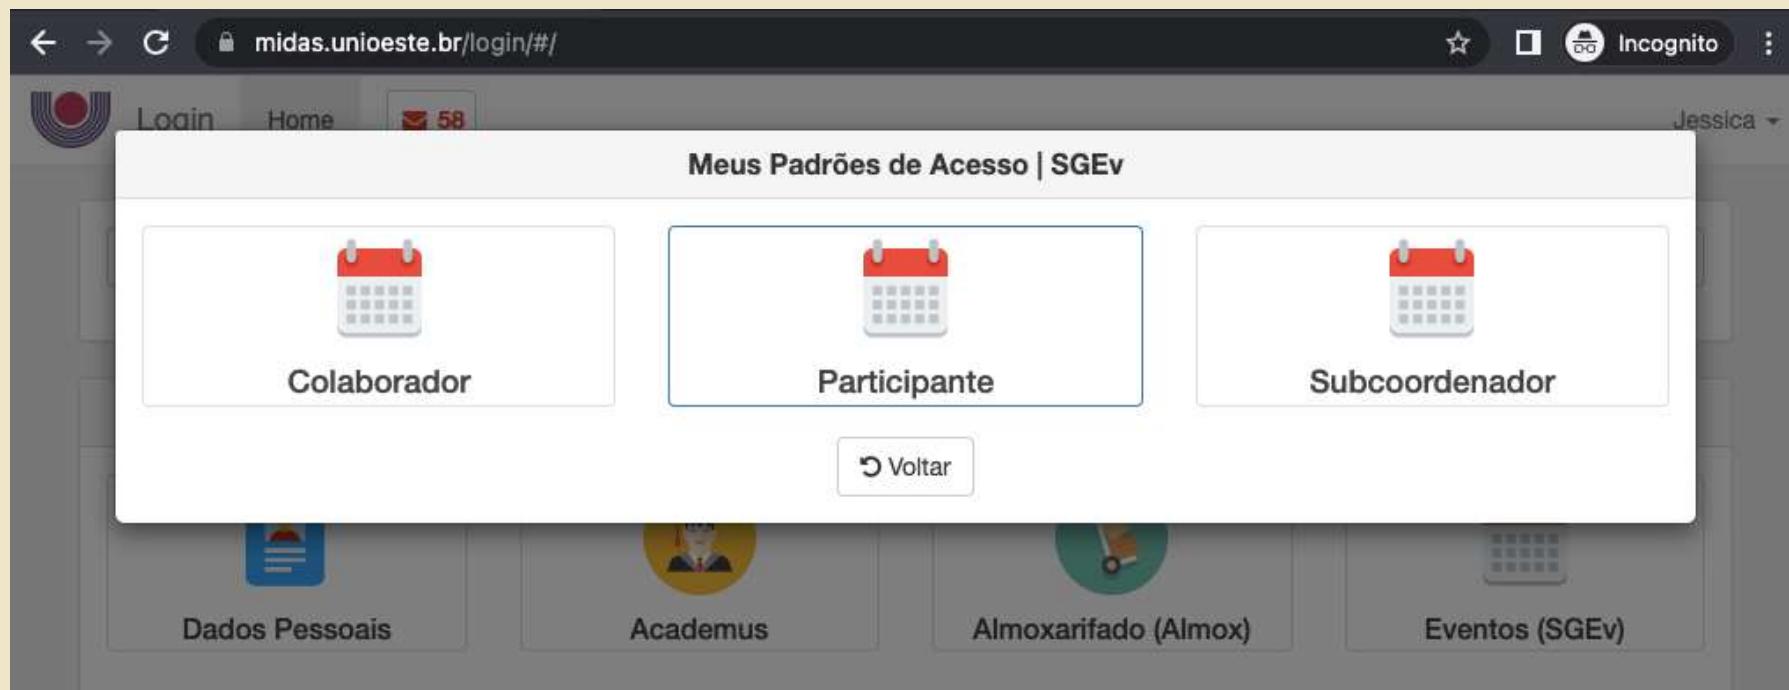 midas.unioeste.br/login/#/
Incognito
Login
Home
58
Jessica
Meus Padrões de Acesso | SGEv
Colaborador
Participante
Subcoordenador
Voltar
Dados Pessoais
Academus
Almoxarifado (Almox)
Eventos (SGEv)